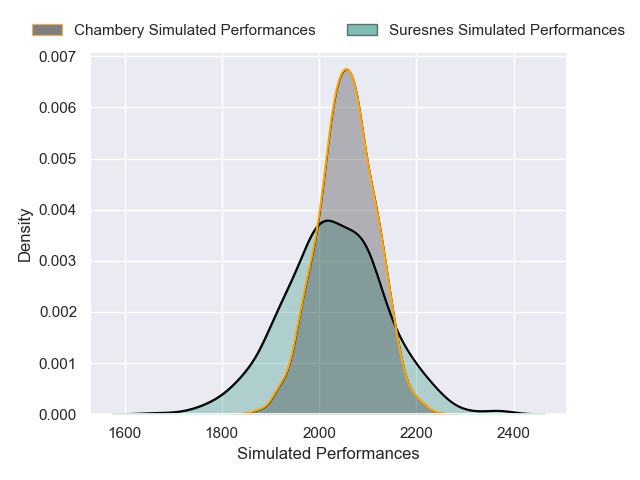 Chambery Simulated Performances Suresnes Simulated Performances
0.007
0.006
0.005
0.004
0.003
0.002
0.001
0.000
Density
1600 1800 2000 2200 2400
Simulated Performances